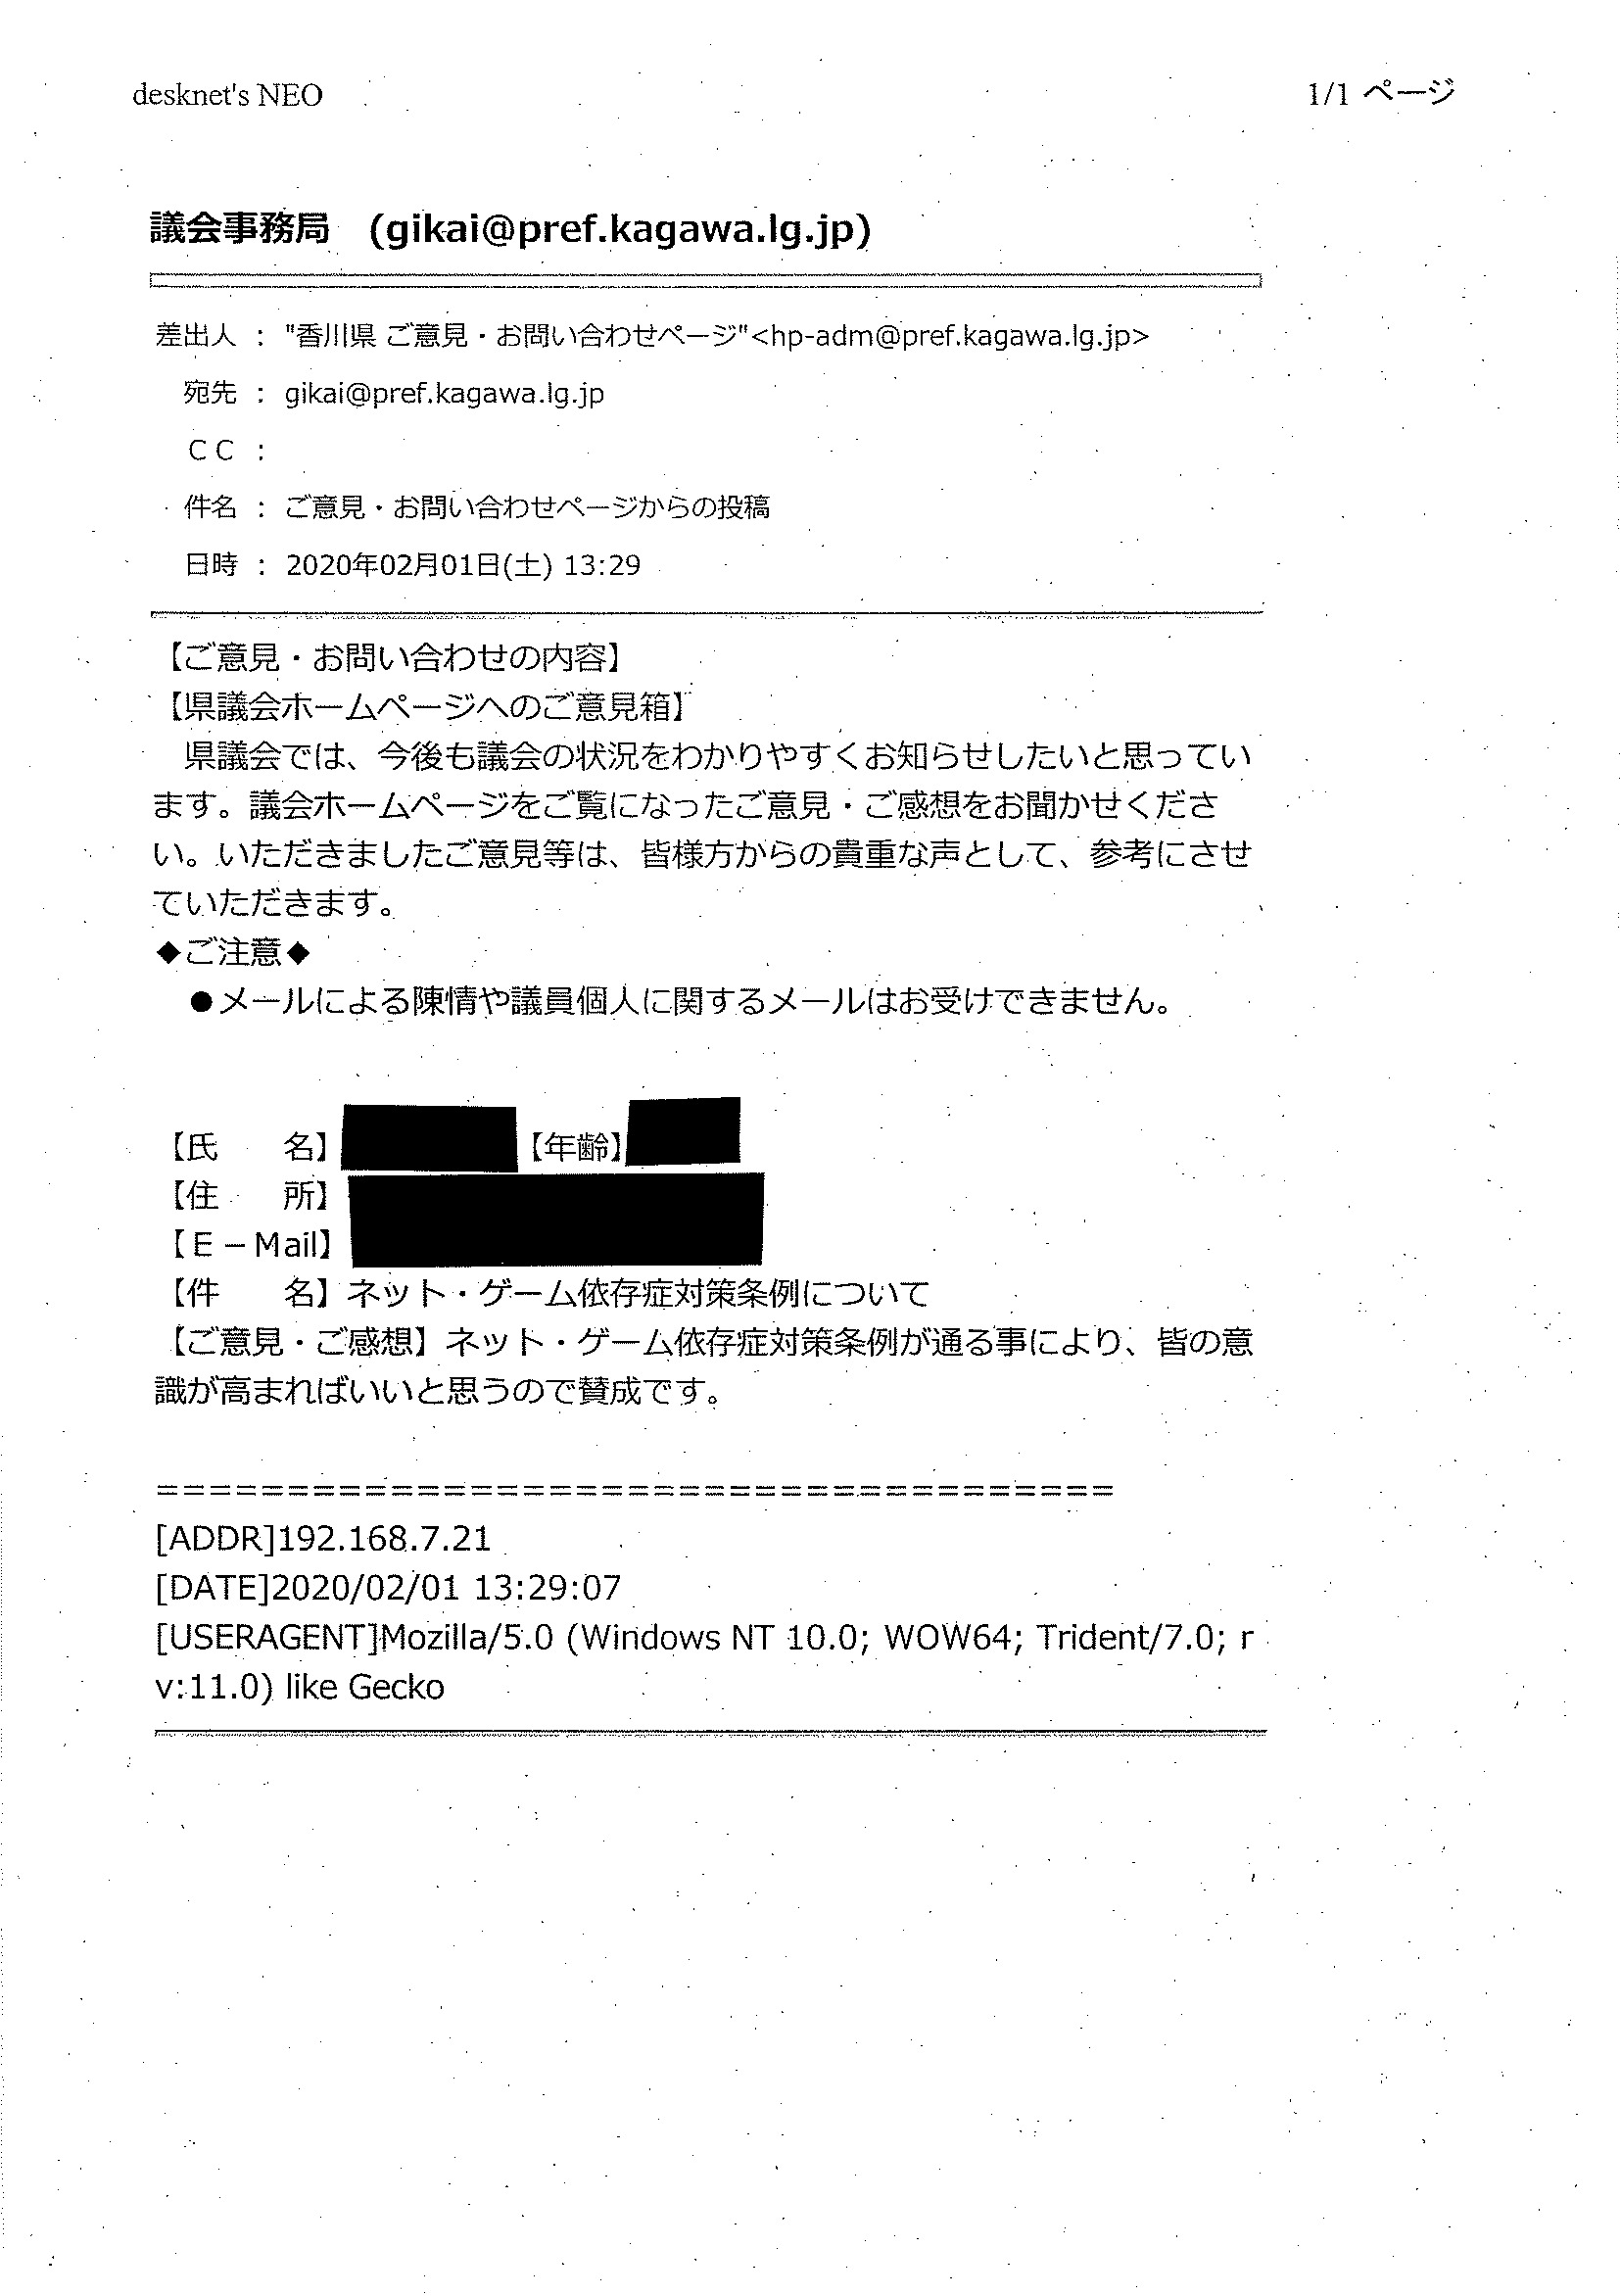 desknet's NEO
1/1 ページ
議会事務局 (gikai@pref.kagawa.lg.jp)
差出人 : "香川県 ご意見・お問い合わせページ"<hp-adm@pref.kagawa.lg.jp>
宛先 : gikai@pref.kagawa.lg.jp
CC :
件名 : ご意見・お問い合わせページからの投稿
日時 : 2020年02月01日(土) 13:29
【ご意見・お問い合わせの内容】
【県議会ホームページへのご意見箱】
県議会では、今後も議会の状況をわかりやすくお知らせしたいと思ってい
ます。議会ホームページをご覧になったご意見・ご感想をお聞かせくださ
い。いただきましたご意見等は、皆様方からの貴重な声として、参考にさせ
ていただきます。
◆ご注意◆
●メールによる陳情や議員個人に関するメールはお受けできません。
【氏　　名】【年齢】
【住　　所】
【E－Mail】
【件　　名】ネット・ゲーム依存症対策条例について
【ご意見・ご感想】ネット・ゲーム依存症対策条例が通る事により、皆の意
識が高まればいいと思うので賛成です。
=====================================
[ADDR]192.168.7.21
[DATE]2020/02/01 13:29:07
[USERAGENT]Mozilla/5.0 (Windows NT 10.0; WOW64; Trident/7.0; r
v:11.0) like Gecko